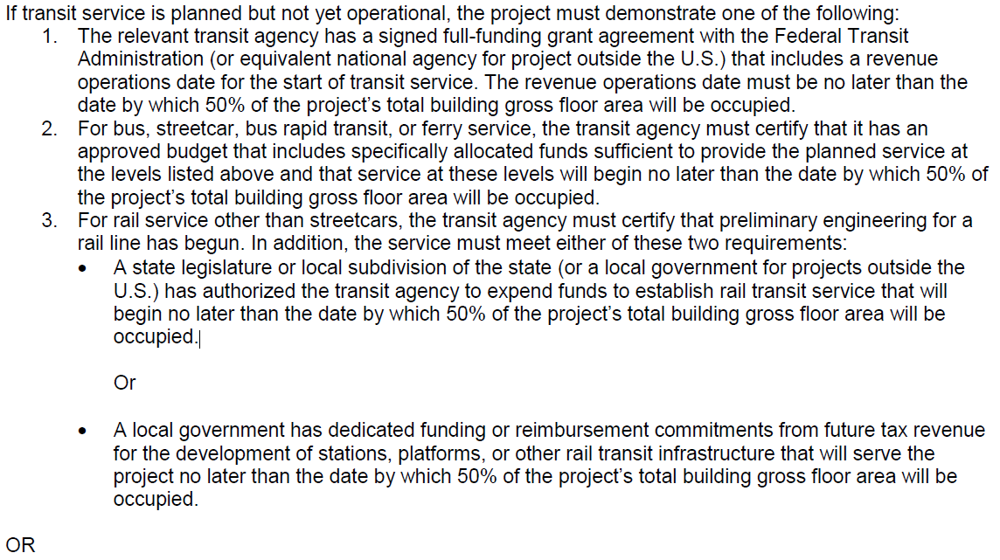 If transit service is planned but not yet operational, the project must demonstrate one of the following:
1. The relevant transit agency has a signed full-funding grant agreement with the Federal Transit
Administration (or equivalent national agency for project outside the U.S.) that includes a revenue
operations date for the start of transit service. The revenue operations date must be no later than the
date by which 50% of the project's total building gross floor area will be occupied.
2. For bus, streetcar, bus rapid transit, or ferry service, the transit agency must certify that it has an
approved budget that includes specifically allocated funds sufficient to provide the planned service at
the levels listed above and that service at these levels will begin no later than the date by which 50% of
the project's total building gross floor area will be occupied.
3. For rail service other than streetcars, the transit agency must certify that preliminary engineering for a
rail line has begun. In addition, the service must meet either of these two requirements:
• A state legislature or local subdivision of the state (or a local government for projects outside the
U.S.) has authorized the transit agency to expend funds to establish rail transit service that will
begin no later than the date by which 50% of the project's total building gross floor area will be
occupied.
Or
• A local government has dedicated funding or reimbursement commitments from future tax revenue
for the development of stations, platforms, or other rail transit infrastructure that will serve the
project no later than the date by which 50% of the project's total building gross floor area will be
occupied.
OR